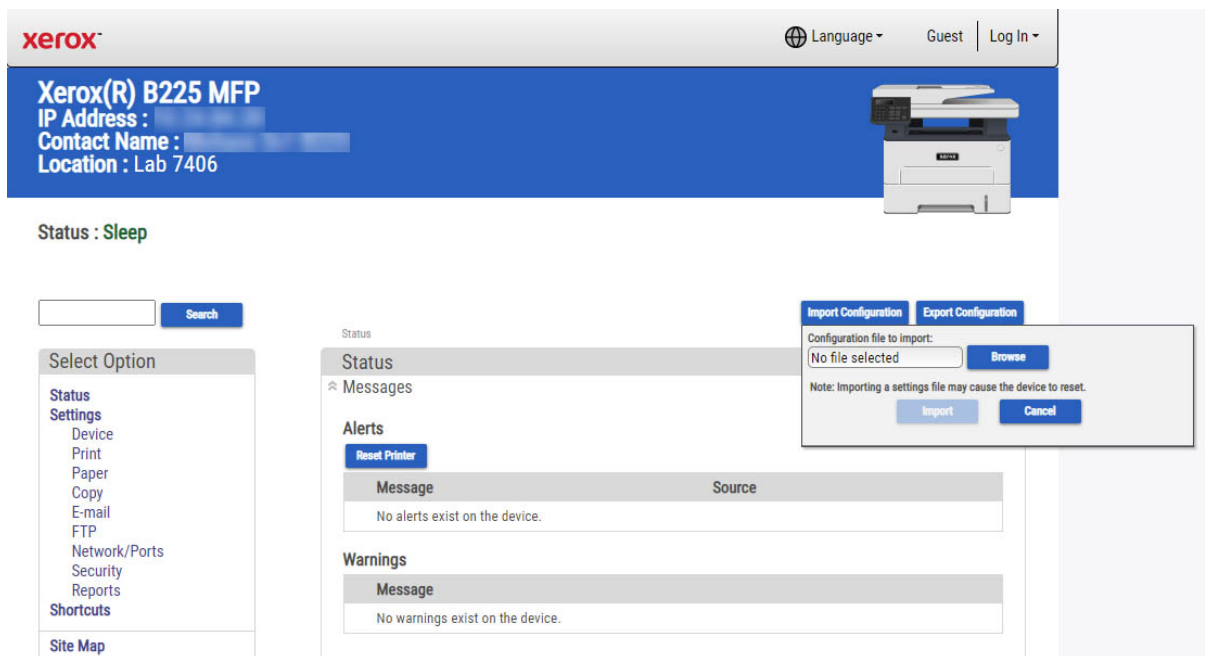 xerox™
Language
Guest
Log In
Xerox(R) B225 MFP
IP Address :
Contact Name :
Location : Lab 7406
xerox
Status : Sleep
Search
Import Configuration
Export Configuration
Status
Configuration file to import:
No file selected
Browse
Note: Importing a settings file may cause the device to reset.
Import
Cancel
Select Option
Status
Settings
Device
Print
Paper
Copy
E-mail
FTP
Network/Ports
Security
Reports
Shortcuts
Site Map
Status
Messages
Alerts
Reset Printer
Message Source
No alerts exist on the device.
Warnings
Message
No warnings exist on the device.